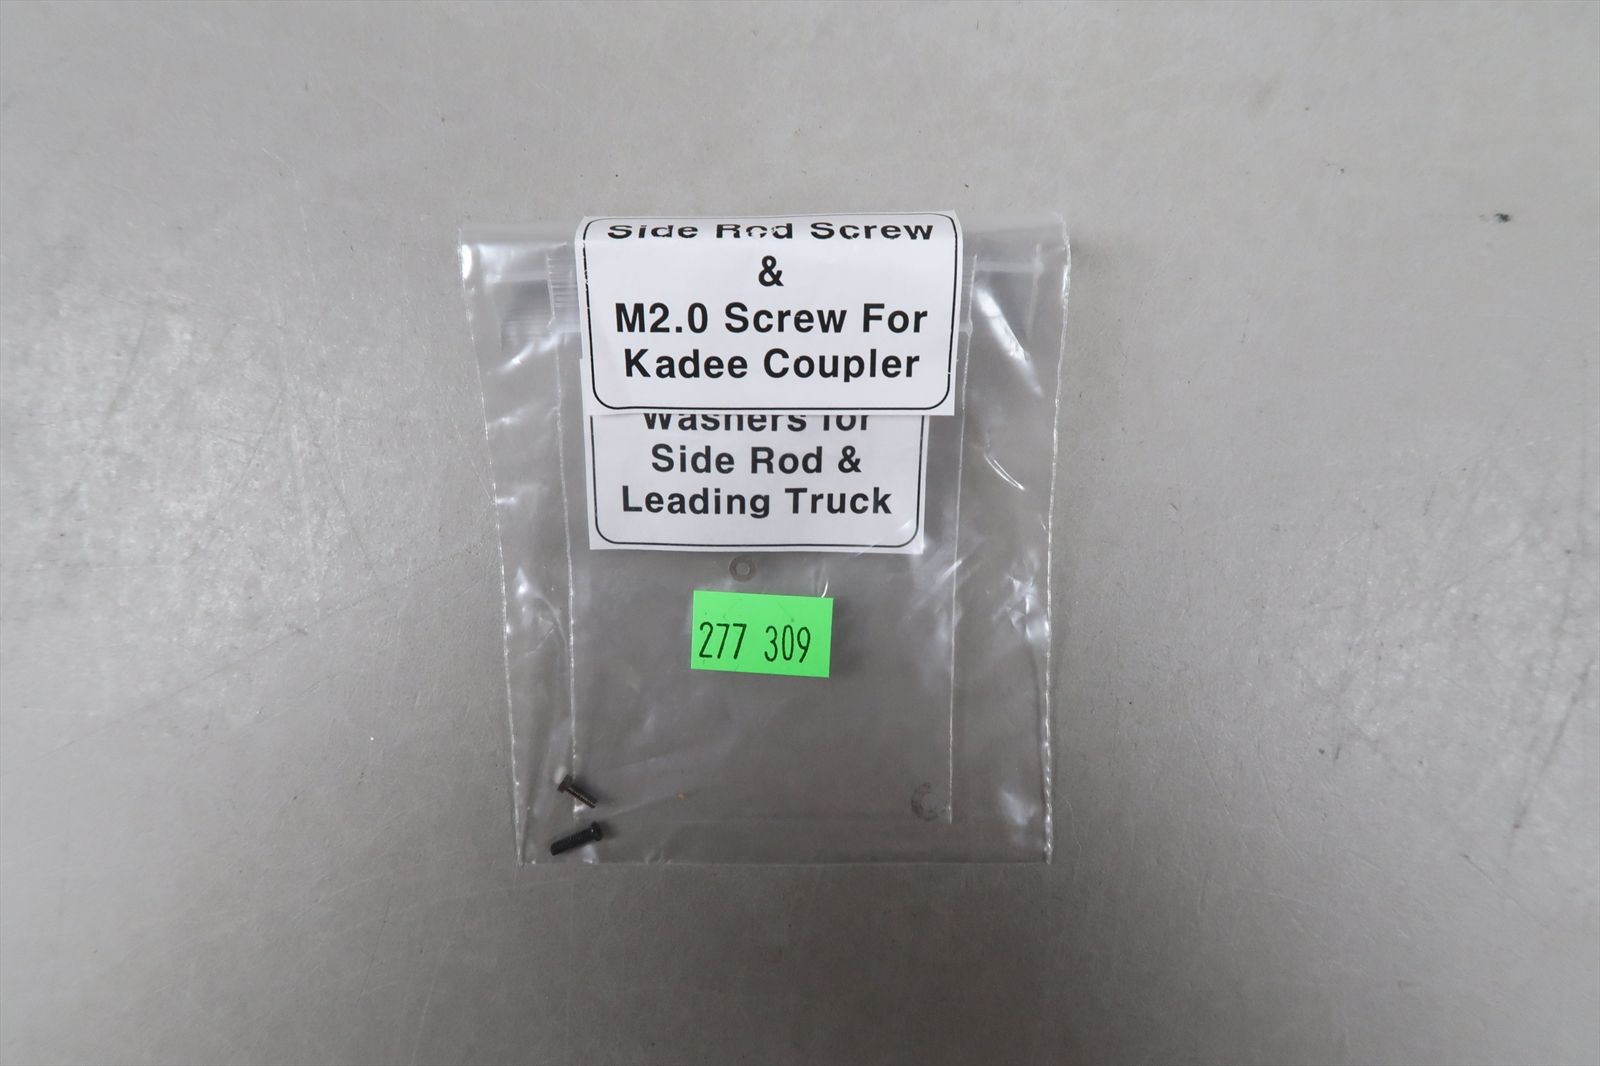 Side Rod Screw
&
M2.0 Screw For
Kadee Coupler
Washers for
Side Rod &
Leading Truck
277 309